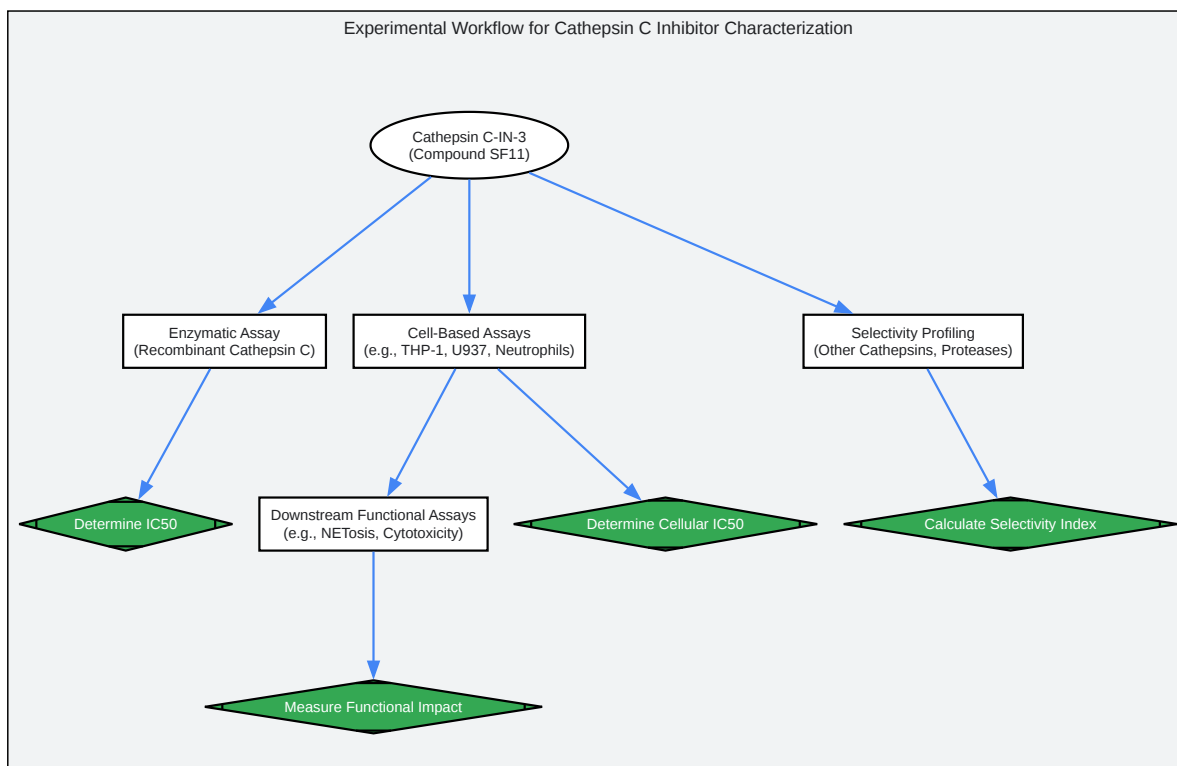 Experimental Workflow for Cathepsin C Inhibitor Characterization
Cathepsin C-IN-3
(Compound SF11)
Enzymatic Assay
(Recombinant Cathepsin C)
Cell-Based Assays
(e.g., THP-1, U937, Neutrophils)
Selectivity Profiling
(Other Cathepsins, Proteases)
Determine IC50
Downstream Functional Assays
(e.g., NETosis, Cytotoxicity)
Determine Cellular IC50
Calculate Selectivity Index
Measure Functional Impact